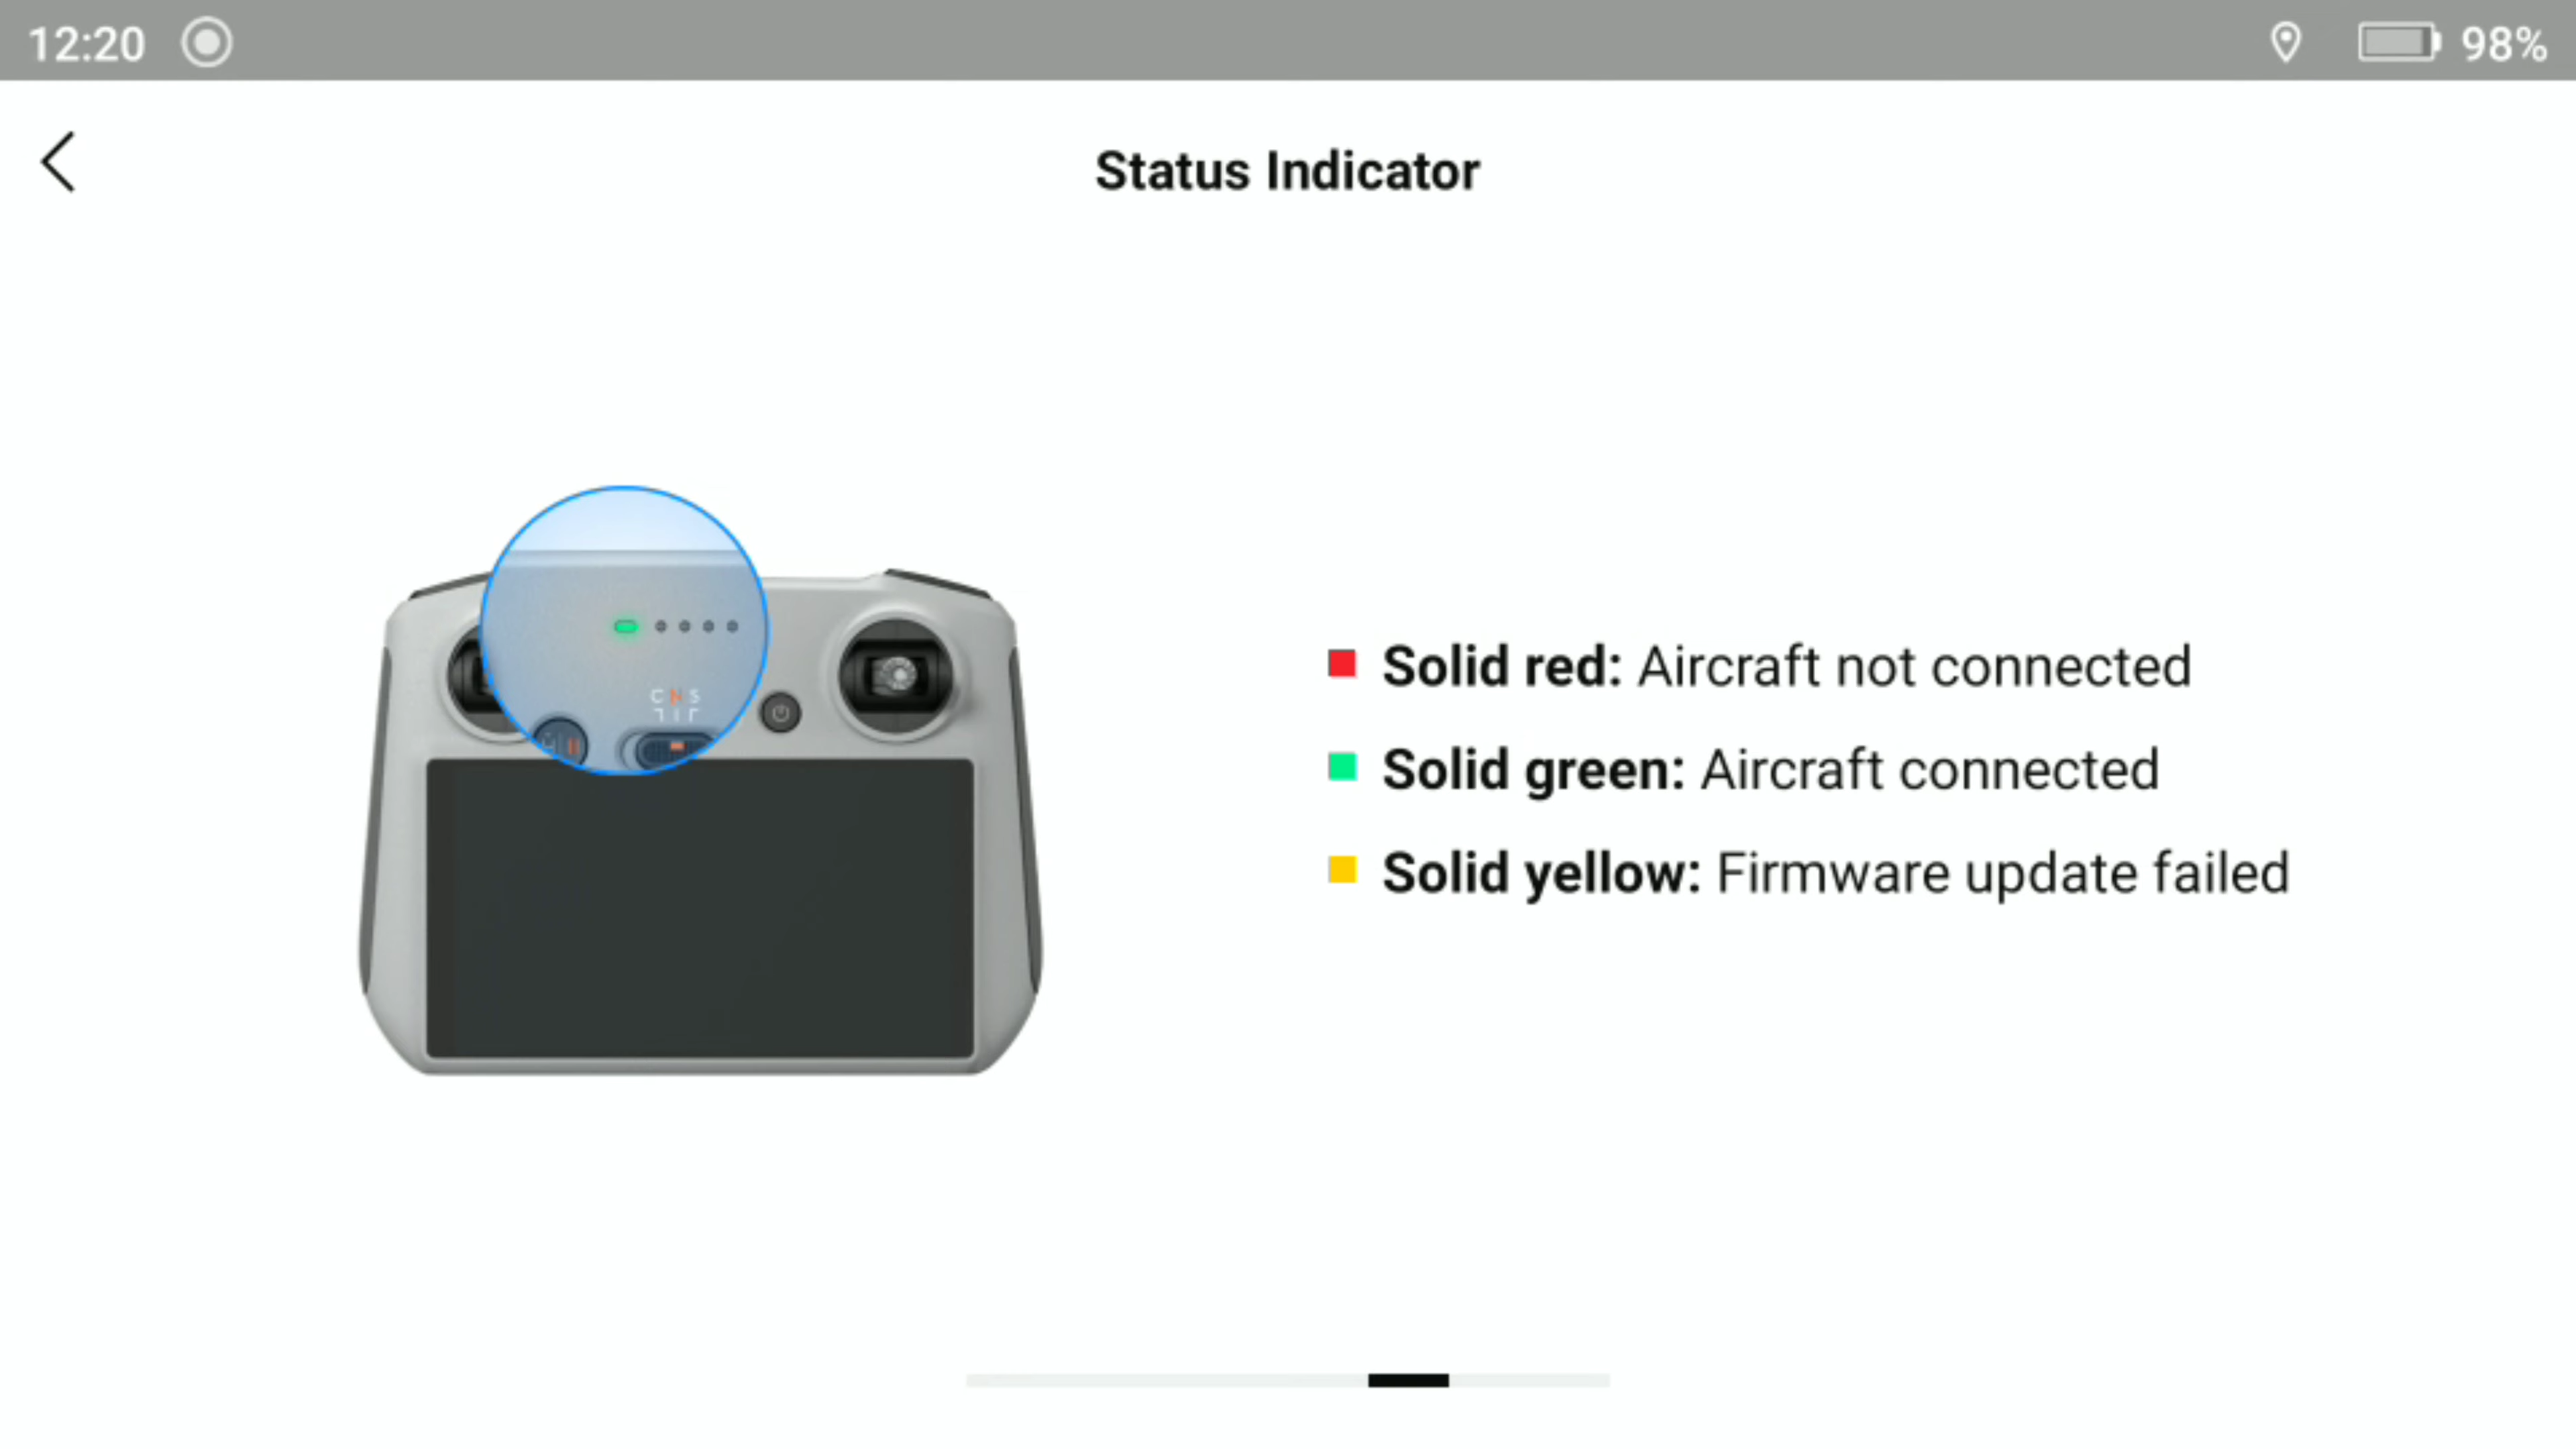 12:20
98%
Status Indicator
C N S
Solid red: Aircraft not connected
Solid green: Aircraft connected
Solid yellow: Firmware update failed